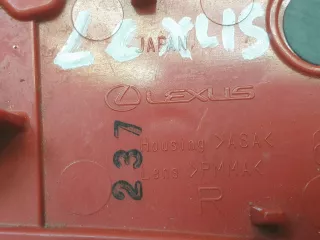 LEXUS
JAPAN
LEXUS
237
Housing >ASA<
Lens >PMMA<
R